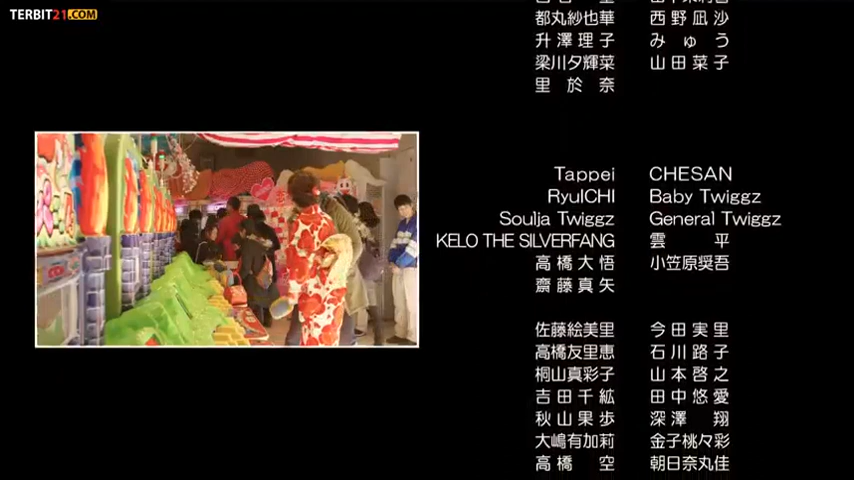 TERBIT21.COM
都丸紗也華 西野凪沙
升澤理子 みゅう
梁川夕輝菜 山田菜子
里於奈
Tappei CHESAN
RyuICHI Baby Twiggz
Soulja Twiggz General Twiggz
KELO THE SILVERFANG 雲 平
高橋大悟 小笠原奨吾
齋藤真矢
佐藤絵美里 今田実里
高橋友里恵 石川路子
桐山真彩子 山本啓之
吉田千紘 田中悠愛
秋山果歩 深澤 翔
大嶋有加莉 金子桃々彩
高橋 空 朝日奈丸佳